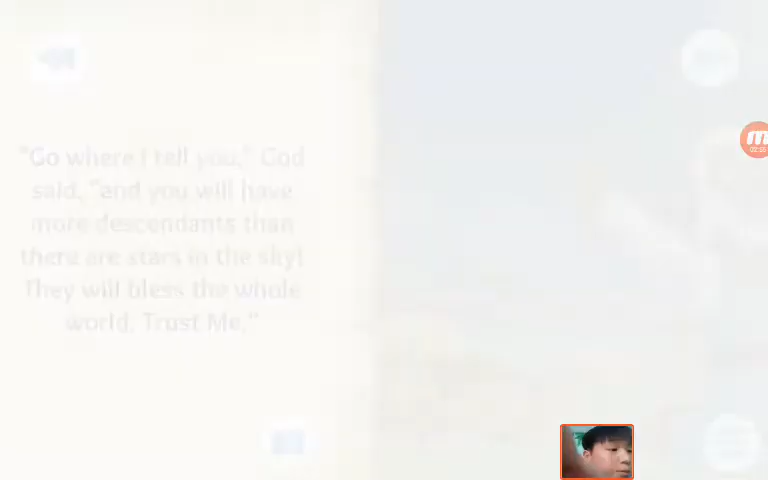 "Go where I tell you," God
said, "and you will have
more descendants than
there are stars in the sky!
They will bless the whole
world. Trust Me."